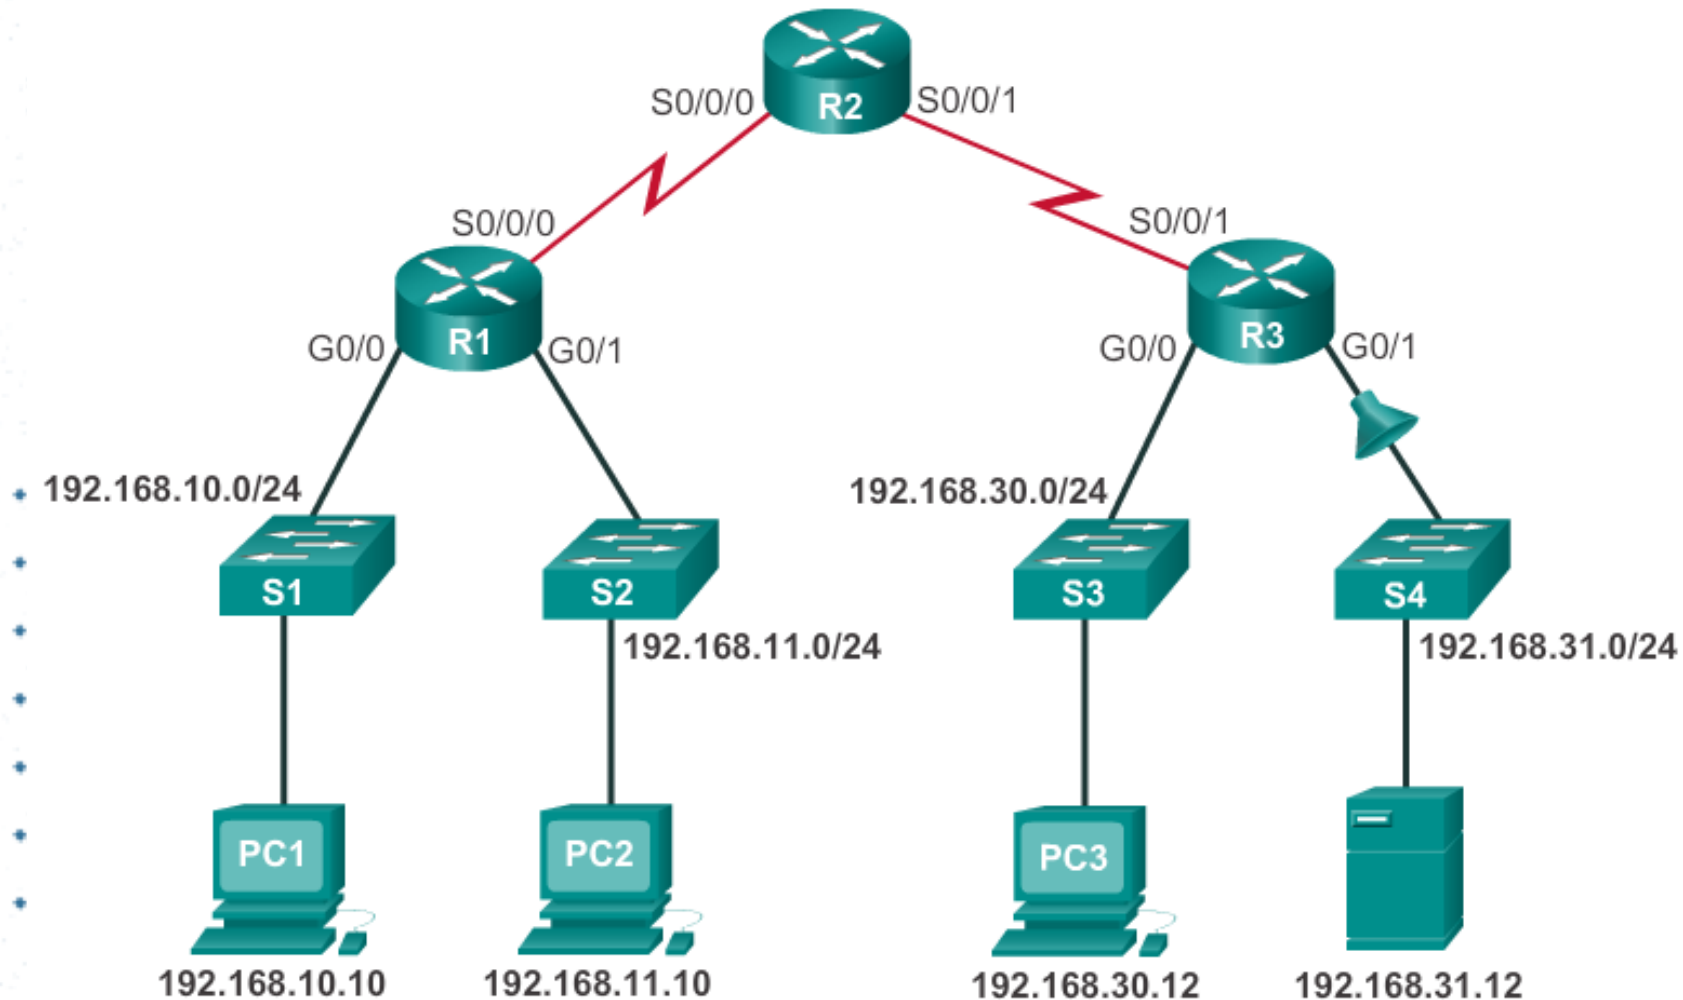 R2
S0/0/0
S0/0/1
S0/0/0
S0/0/1
R1
R3
G0/0
G0/1
G0/0
G0/1
192.168.10.0/24
192.168.30.0/24
S1
S2
S3
S4
192.168.11.0/24
192.168.31.0/24
PC1
PC2
PC3
192.168.10.10
192.168.11.10
192.168.30.12
192.168.31.12